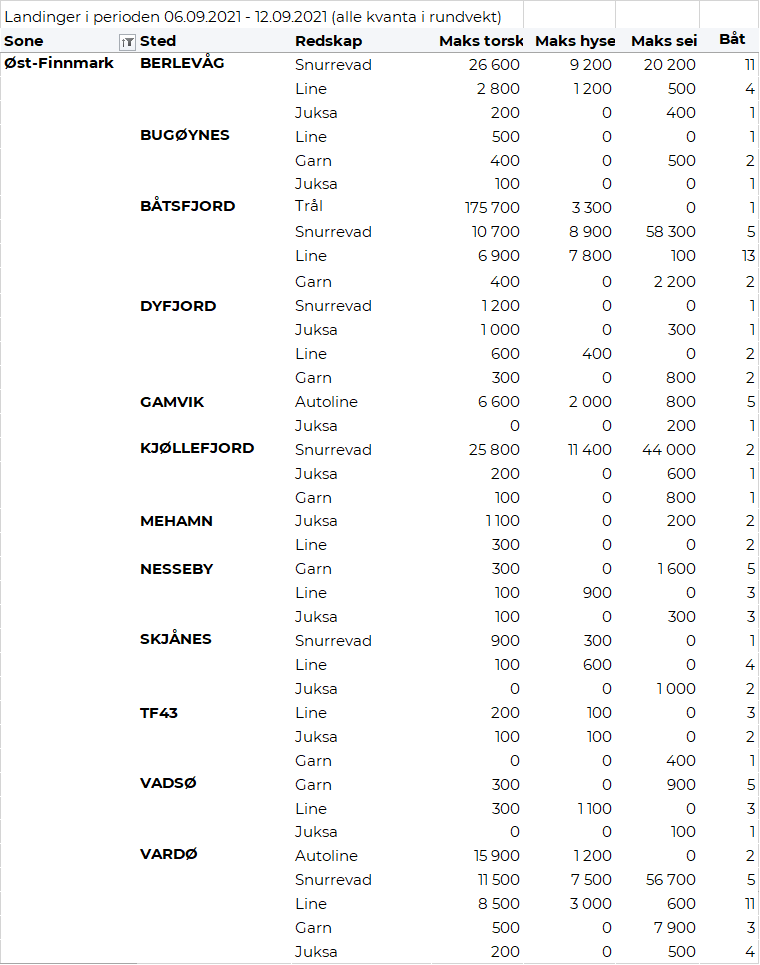 Landinger i perioden 06.09.2021 - 12.09.2021 (alle kvanta i rundvekt)
Sone Sted Redskap Maks torsk Maks hyse Maks sei Båt
Øst-Finnmark BERLEVÅG Snurrevad 26 600 9 200 20 200 11
Line 2 800 1 200 500 4
Juksa 200 0 400 1
BUGØYNES Line 500 0 0 1
Garn 400 0 500 2
Juksa 100 0 0 1
BÅTSFJORD Trål 175 700 3 300 0 1
Snurrevad 10 700 8 900 58 300 5
Line 6 900 7 800 100 13
Garn 400 0 2 200 2
DYFJORD Snurrevad 1 200 0 0 1
Juksa 1 000 0 300 1
Line 600 400 0 2
Garn 300 0 800 2
GAMVIK Autoline 6 600 2 000 800 5
Juksa 0 0 200 1
KJØLLEFJORD Snurrevad 25 800 11 400 44 000 2
Juksa 200 0 600 1
Garn 100 0 800 1
MEHAMN Juksa 1 100 0 200 2
Line 300 0 0 2
NESSEBY Garn 300 0 1 600 5
Line 100 900 0 3
Juksa 100 0 300 3
SKJÅNES Snurrevad 900 300 0 1
Line 100 600 0 4
Juksa 0 0 1 000 2
TF43 Line 200 100 0 3
Juksa 100 100 0 2
Garn 0 0 400 1
VADSØ Garn 300 0 900 5
Line 300 1 100 0 3
Juksa 0 0 100 1
VARDØ Autoline 15 900 1 200 0 2
Snurrevad 11 500 7 500 56 700 5
Line 8 500 3 000 600 11
Garn 500 0 7 900 3
Juksa 200 0 500 4